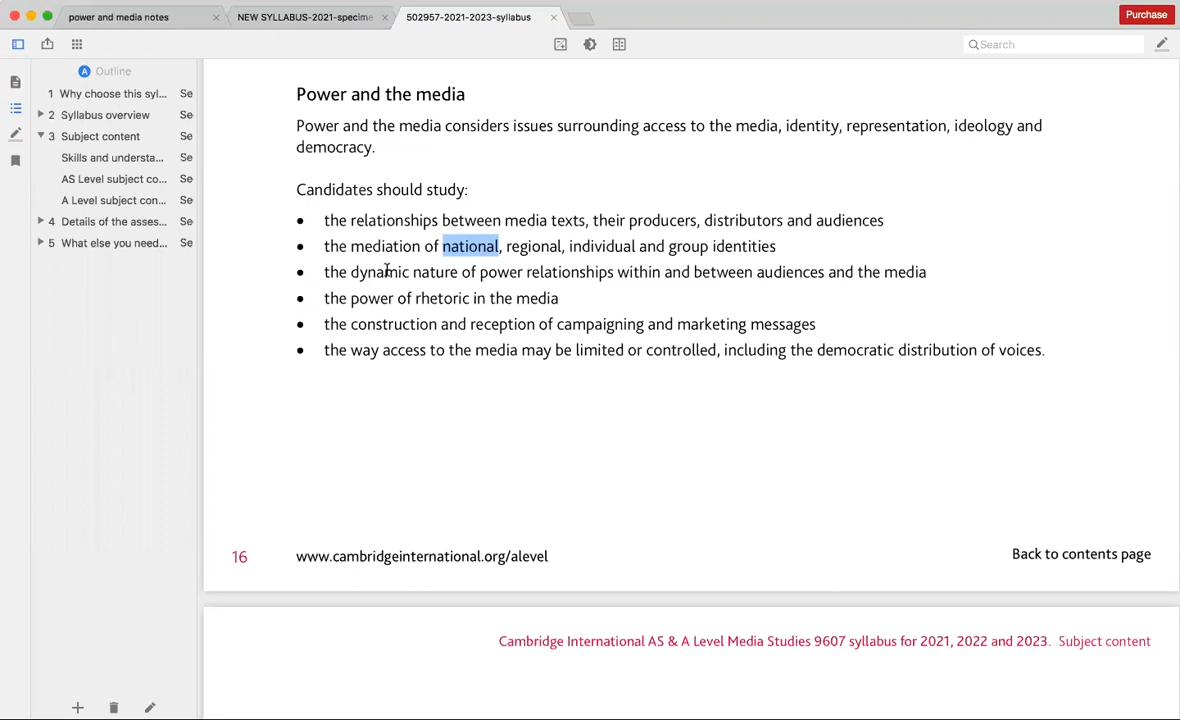 power and media notes
NEW SYLLABUS-2021-specime
502957-2021-2023-syllabus
Purchase
Search
A Outline
1 Why choose this syl... Se
2 Syllabus overview Se
3 Subject content Se
Skills and understa... Se
AS Level subject co... Se
A Level subject con... Se
4 Details of the asses... Se
5 What else you need... Se
Power and the media
Power and the media considers issues surrounding access to the media, identity, representation, ideology and
democracy.
Candidates should study:
• the relationships between media texts, their producers, distributors and audiences
• the mediation of national, regional, individual and group identities
• the dynamic nature of power relationships within and between audiences and the media
• the power of rhetoric in the media
• the construction and reception of campaigning and marketing messages
• the way access to the media may be limited or controlled, including the democratic distribution of voices.
16 www.cambridgeinternational.org/alevel Back to contents page
Cambridge International AS & A Level Media Studies 9607 syllabus for 2021, 2022 and 2023. Subject content